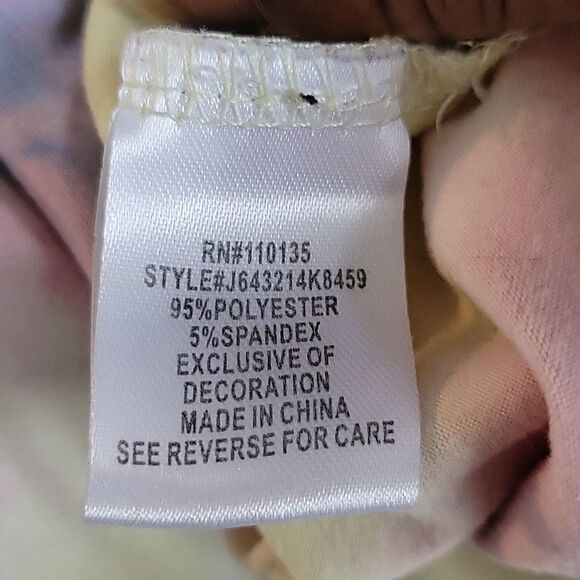 RN#110135
STYLE#J643214K8459
95%POLYESTER
5%SPANDEX
EXCLUSIVE OF
DECORATION
MADE IN CHINA
SEE REVERSE FOR CARE